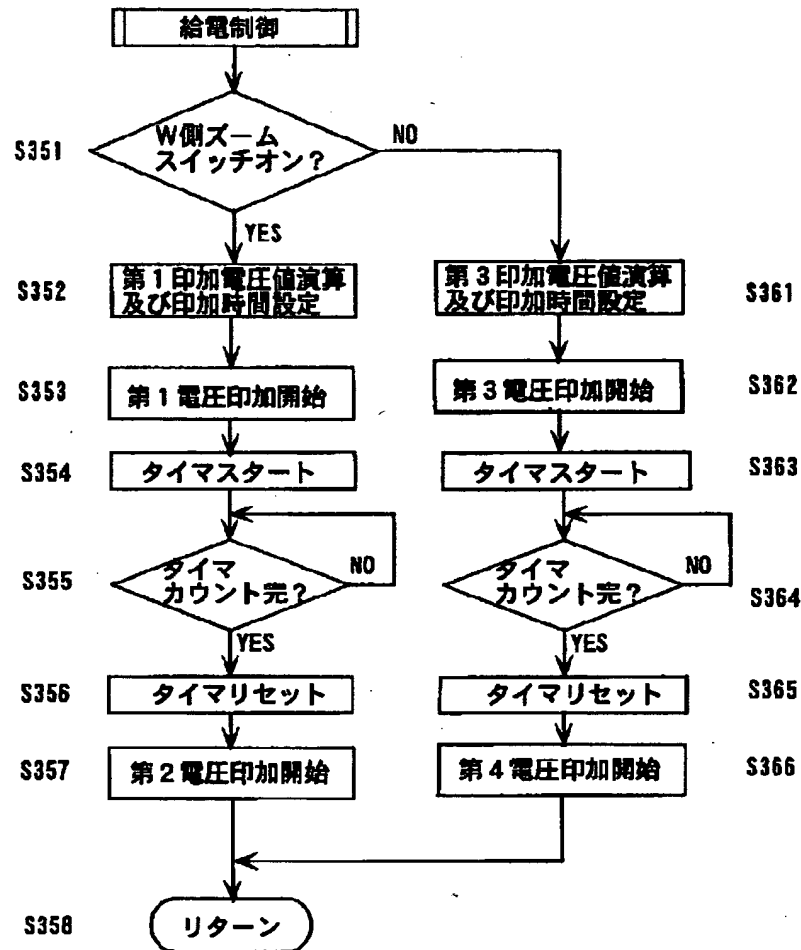 給電制御
S351
W側ズーム
スイッチオン?
NO
YES
S352
第1印加電圧値演算
及び印加時間設定
S353
第1電圧印加開始
S354
タイマスタート
S355
タイマ
カウント完?
NO
YES
S356
タイマリセット
S357
第2電圧印加開始
第3印加電圧値演算
及び印加時間設定
S361
第3電圧印加開始
S362
タイマスタート
S363
タイマ
カウント完?
NO
S364
YES
タイマリセット
S365
第4電圧印加開始
S366
S358
リターン